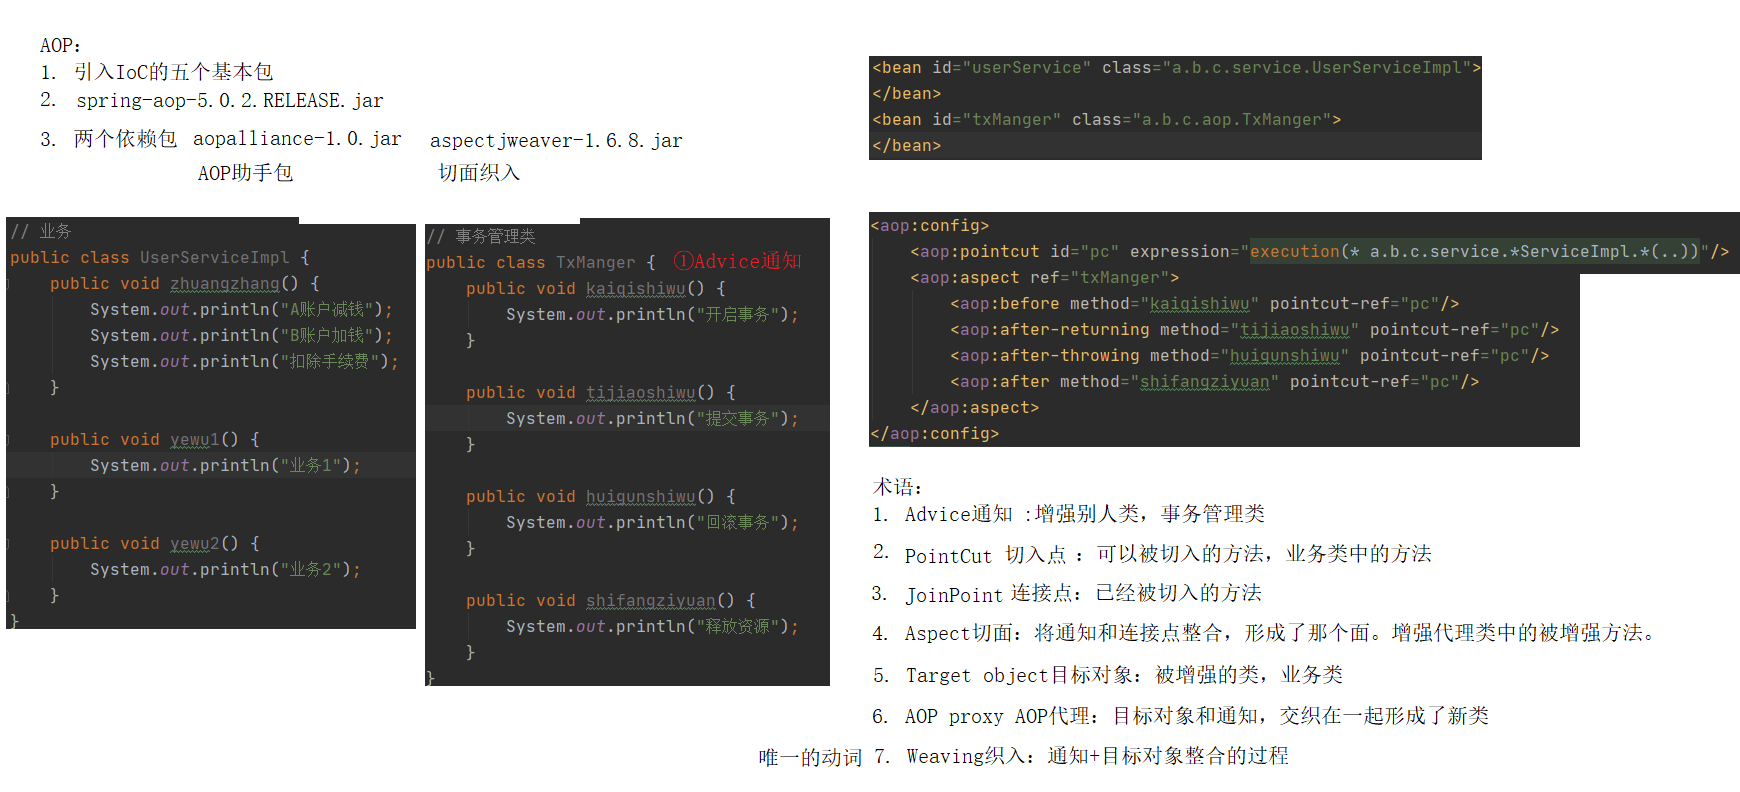 AOP：
1. 引入IoC的五个基本包
2. spring-aop-5.0.2.RELEASE.jar
3. 两个依赖包 aopalliance-1.0.jar aspectjweaver-1.6.8.jar
AOP助手包 切面织入
// 业务
public class UserServiceImpl {
public void zhuangzhang() {
System.out.println("A账户减钱");
System.out.println("B账户加钱");
System.out.println("扣除手续费");
}
public void yewu1() {
System.out.println("业务1");
}
public void yewu2() {
System.out.println("业务2");
}
}
// 事务管理类
public class TxManger { ①Advice通知
public void kaiqishiwu() {
System.out.println("开启事务");
}
public void tijiaoshiwu() {
System.out.println("提交事务");
}
public void huigunshiwu() {
System.out.println("回滚事务");
}
public void shifangziyuan() {
System.out.println("释放资源");
}
}
<bean id="userService" class="a.b.c.service.UserServiceImpl">
</bean>
<bean id="txManger" class="a.b.c.aop.TxManger">
</bean>
<aop:config>
<aop:pointcut id="pc" expression="execution(* a.b.c.service.*ServiceImpl.*(..))"/>
<aop:aspect ref="txManger">
<aop:before method="kaiqishiwu" pointcut-ref="pc"/>
<aop:after-returning method="tijiaoshiwu" pointcut-ref="pc"/>
<aop:after-throwing method="huigunshiwu" pointcut-ref="pc"/>
<aop:after method="shifangziyuan" pointcut-ref="pc"/>
</aop:aspect>
</aop:config>
术语：
1. Advice通知 :增强别人类，事务管理类
2. PointCut 切入点 ：可以被切入的方法，业务类中的方法
3. JoinPoint 连接点：已经被切入的方法
4. Aspect切面：将通知和连接点整合，形成了那个面。增强代理类中的被增强方法。
5. Target object目标对象：被增强的类，业务类
6. AOP proxy AOP代理：目标对象和通知，交织在一起形成了新类
唯一的动词 7. Weaving织入：通知+目标对象整合的过程